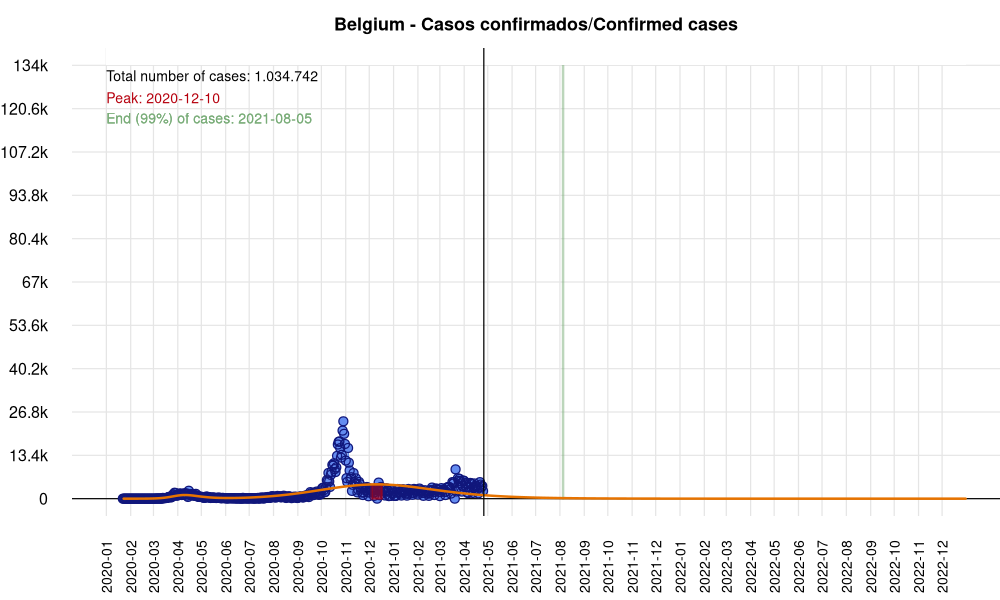 Belgium - Casos confirmados/Confirmed cases
Total number of cases: 1.034.742
Peak: 2020-12-10
End (99%) of cases: 2021-08-05
134k
120.6k
107.2k
93.8k
80.4k
67k
53.6k
40.2k
26.8k
13.4k
0
2020-01
2020-02
2020-03
2020-04
2020-05
2020-06
2020-07
2020-08
2020-09
2020-10
2020-11
2020-12
2021-01
2021-02
2021-03
2021-04
2021-05
2021-06
2021-07
2021-08
2021-09
2021-10
2021-11
2021-12
2022-01
2022-02
2022-03
2022-04
2022-05
2022-06
2022-07
2022-08
2022-09
2022-10
2022-11
2022-12